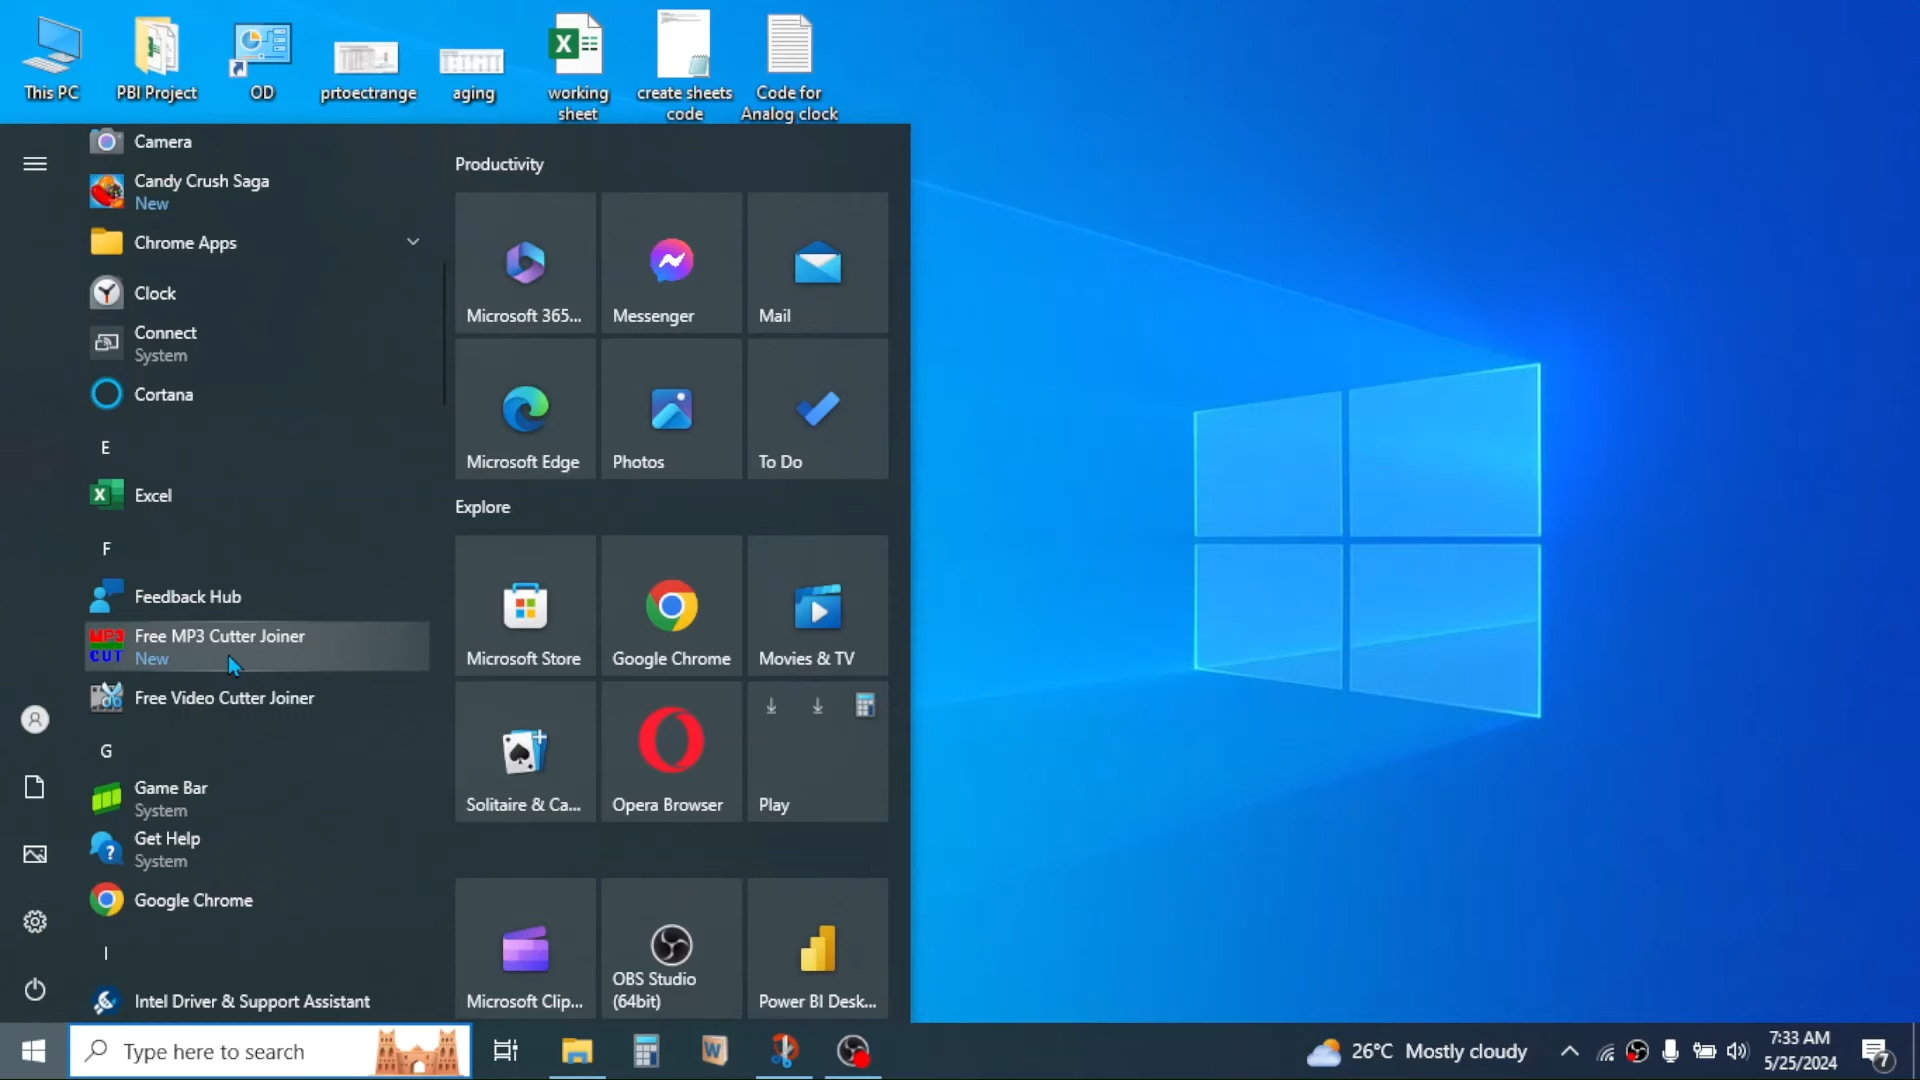 This PC
PBI Project
OD
prtoectrange
aging
working
sheet
create sheets
code
Code for
Analog clock
Camera
Candy Crush Saga
New
Chrome Apps
Clock
Connect
System
Cortana
E
Excel
F
Feedback Hub
MP3
CUT
Free MP3 Cutter Joiner
New
Free Video Cutter Joiner
G
Game Bar
System
Get Help
System
Google Chrome
I
Intel Driver & Support Assistant
Productivity
Microsoft 365...
Messenger
Mail
Microsoft Edge
Photos
To Do
Explore
Microsoft Store
Google Chrome
Movies & TV
Solitaire & Ca...
Opera Browser
Play
Microsoft Clip...
OBS Studio
(64bit)
Power BI Desk...
Type here to search
26°C Mostly cloudy
7:33 AM
5/25/2024
7